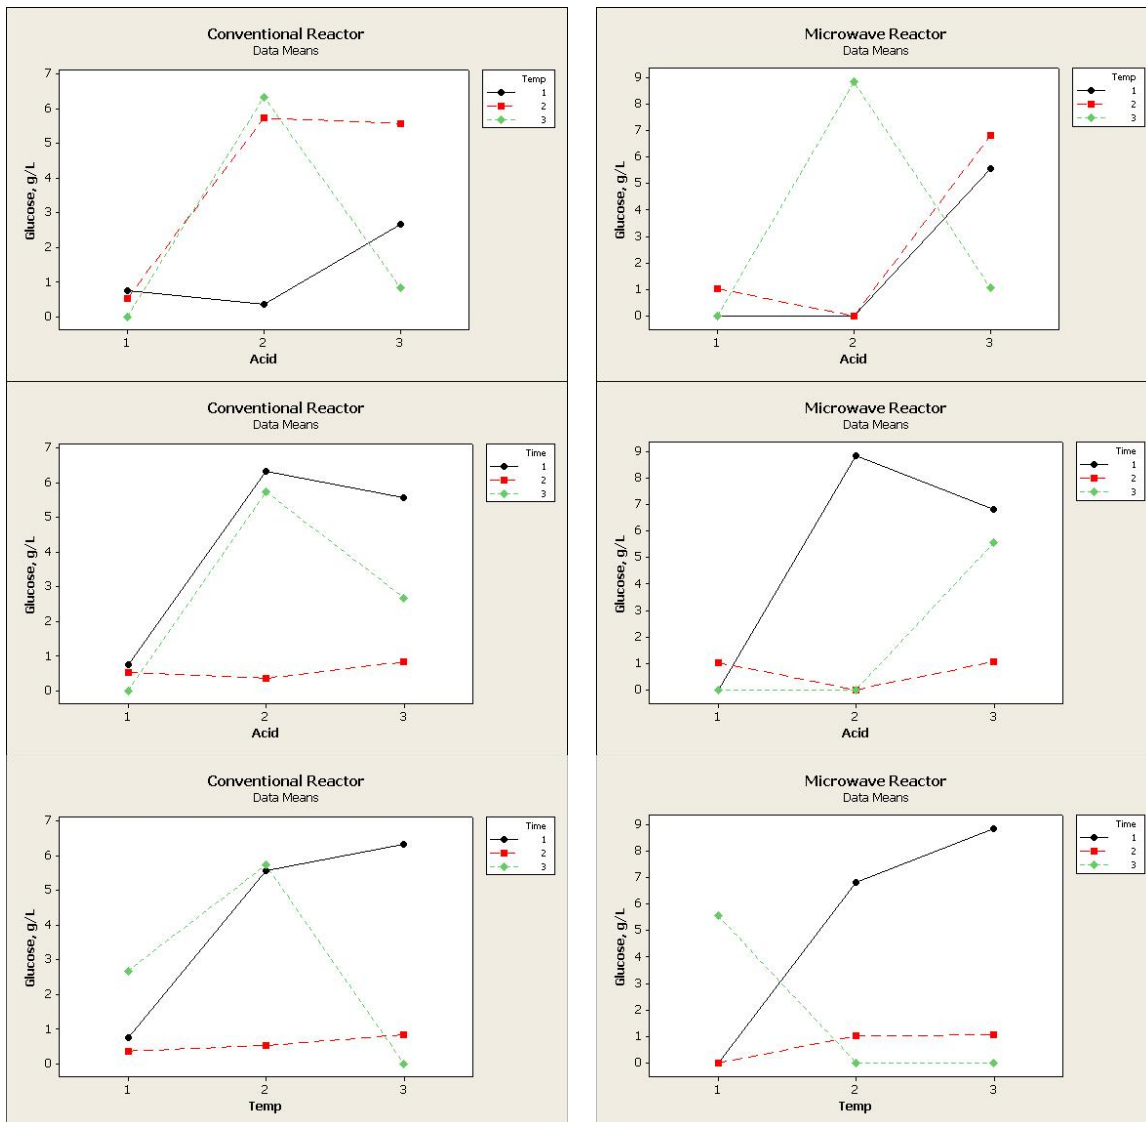 Conventional Reactor
Data Means
7
6
5
4
3
2
1
0
Glucose, g/L
1 2 3
Acid
Temp
1
2
3
Microwave Reactor
Data Means
9
8
7
6
5
4
3
2
1
0
Glucose, g/L
1 2 3
Acid
Temp
1
2
3
Conventional Reactor
Data Means
7
6
5
4
3
2
1
0
Glucose, g/L
1 2 3
Acid
Time
1
2
3
Microwave Reactor
Data Means
9
8
7
6
5
4
3
2
1
0
Glucose, g/L
1 2 3
Acid
Time
1
2
3
Conventional Reactor
Data Means
7
6
5
4
3
2
1
0
Glucose, g/L
1 2 3
Temp
Time
1
2
3
Microwave Reactor
Data Means
9
8
7
6
5
4
3
2
1
0
Glucose, g/L
1 2 3
Temp
Time
1
2
3